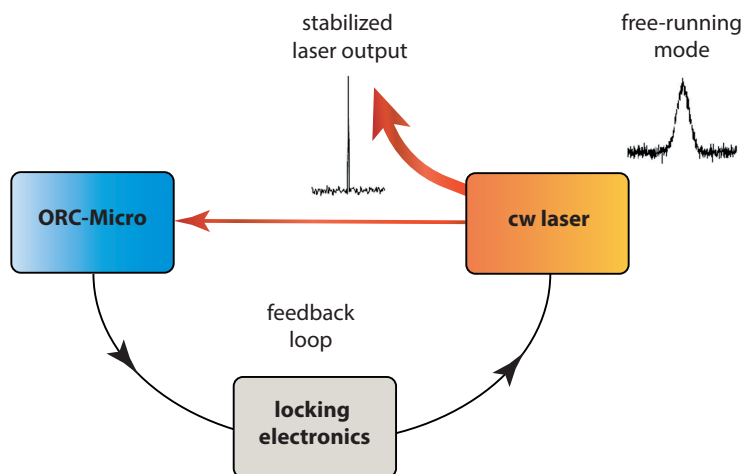 stabilized
laser output
free-running
mode
ORC-Micro
cw laser
feedback
loop
locking
electronics